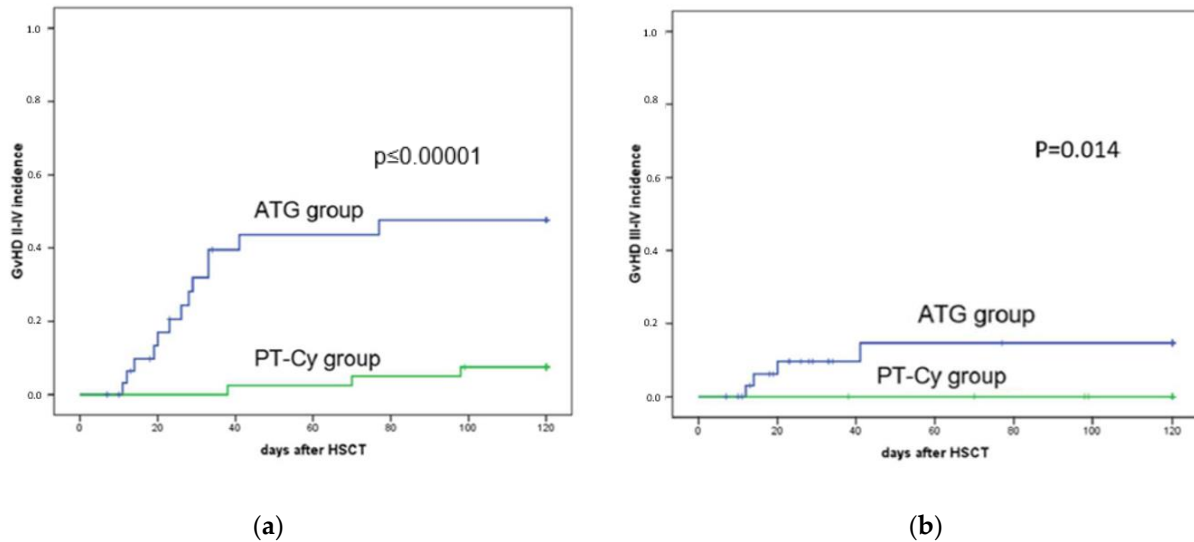 1.0
0.8
0.6
0.4
0.2
0.0
GvHD II-IV incidence
p≤0.00001
ATG group
PT-Cy group
0 20 40 60 80 100 120
days after HSCT
(a)
1.0
0.8
0.6
0.4
0.2
0.0
GvHD III-IV incidence
P=0.014
ATG group
PT-Cy group
0 20 40 60 80 100 120
days after HSCT
(b)